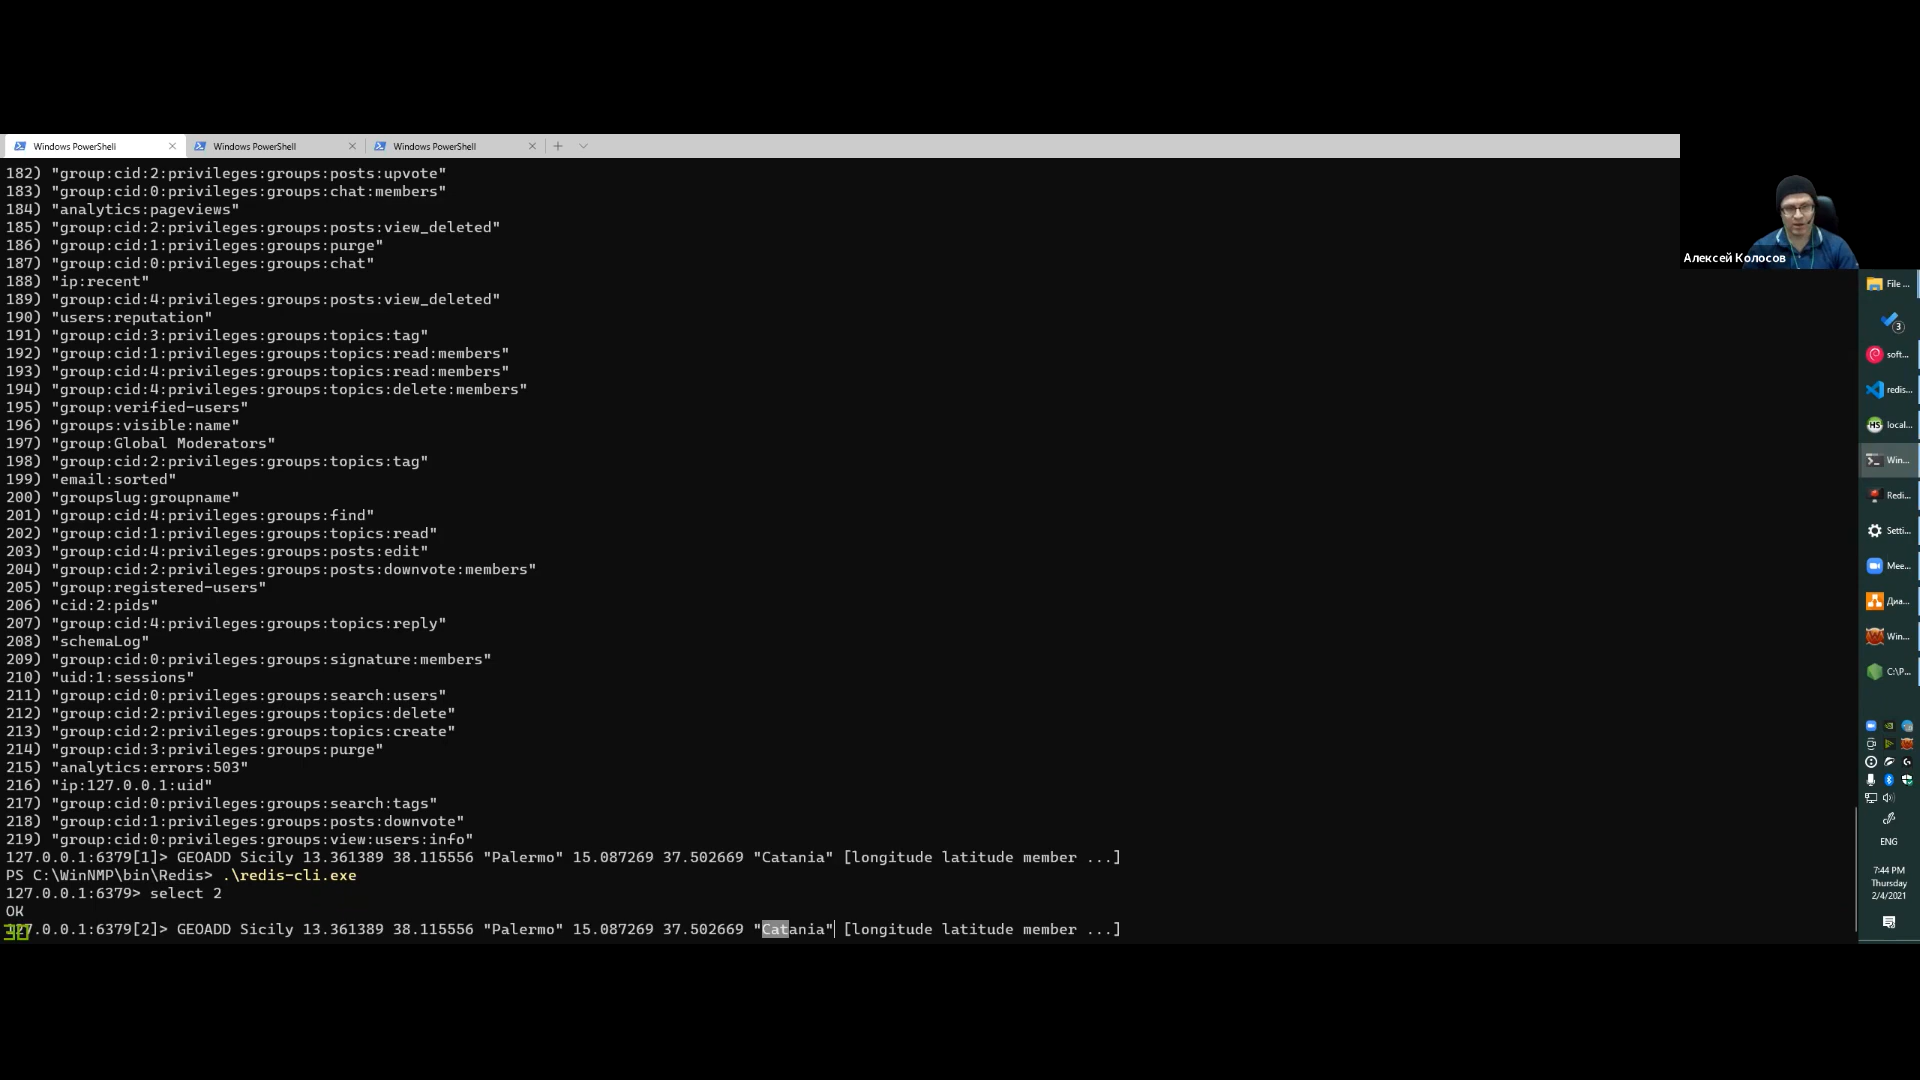 Windows PowerShell
Windows PowerShell
Windows PowerShell
182) "group:cid:2:privileges:groups:posts:upvote"
183) "group:cid:0:privileges:groups:chat:members"
184) "analytics:pageviews"
185) "group:cid:2:privileges:groups:posts:view_deleted"
186) "group:cid:1:privileges:groups:purge"
187) "group:cid:0:privileges:groups:chat"
188) "ip:recent"
189) "group:cid:4:privileges:groups:posts:view_deleted"
190) "users:reputation"
191) "group:cid:3:privileges:groups:topics:tag"
192) "group:cid:1:privileges:groups:topics:read:members"
193) "group:cid:4:privileges:groups:topics:read:members"
194) "group:cid:4:privileges:groups:topics:delete:members"
195) "group:verified-users"
196) "groups:visible:name"
197) "group:Global Moderators"
198) "group:cid:2:privileges:groups:topics:tag"
199) "email:sorted"
200) "groupslug:groupname"
201) "group:cid:4:privileges:groups:find"
202) "group:cid:1:privileges:groups:topics:read"
203) "group:cid:4:privileges:groups:posts:edit"
204) "group:cid:2:privileges:groups:posts:downvote:members"
205) "group:registered-users"
206) "cid:2:pids"
207) "group:cid:4:privileges:groups:topics:reply"
208) "schemaLog"
209) "group:cid:0:privileges:groups:signature:members"
210) "uid:1:sessions"
211) "group:cid:0:privileges:groups:search:users"
212) "group:cid:2:privileges:groups:topics:delete"
213) "group:cid:2:privileges:groups:topics:create"
214) "group:cid:3:privileges:groups:purge"
215) "analytics:errors:503"
216) "ip:127.0.0.1:uid"
217) "group:cid:0:privileges:groups:search:tags"
218) "group:cid:1:privileges:groups:posts:downvote"
219) "group:cid:0:privileges:groups:view:users:info"
127.0.0.1:6379[1]> GEOADD Sicily 13.361389 38.115556 "Palermo" 15.087269 37.502669 "Catania" [longitude latitude member ...]
PS C:\WinNMP\bin\Redis> .\redis-cli.exe
127.0.0.1:6379> select 2
OK
127.0.0.1:6379[2]> GEOADD Sicily 13.361389 38.115556 "Palermo" 15.087269 37.502669 "Catania" [longitude latitude member ...]
30
Алексей Колосов
File ...
3
soft...
redis...
local...
Win...
Redi...
Setti...
Mee...
Диа...
Win...
C:\P...
ENG
7:44 PM
Thursday
2/4/2021